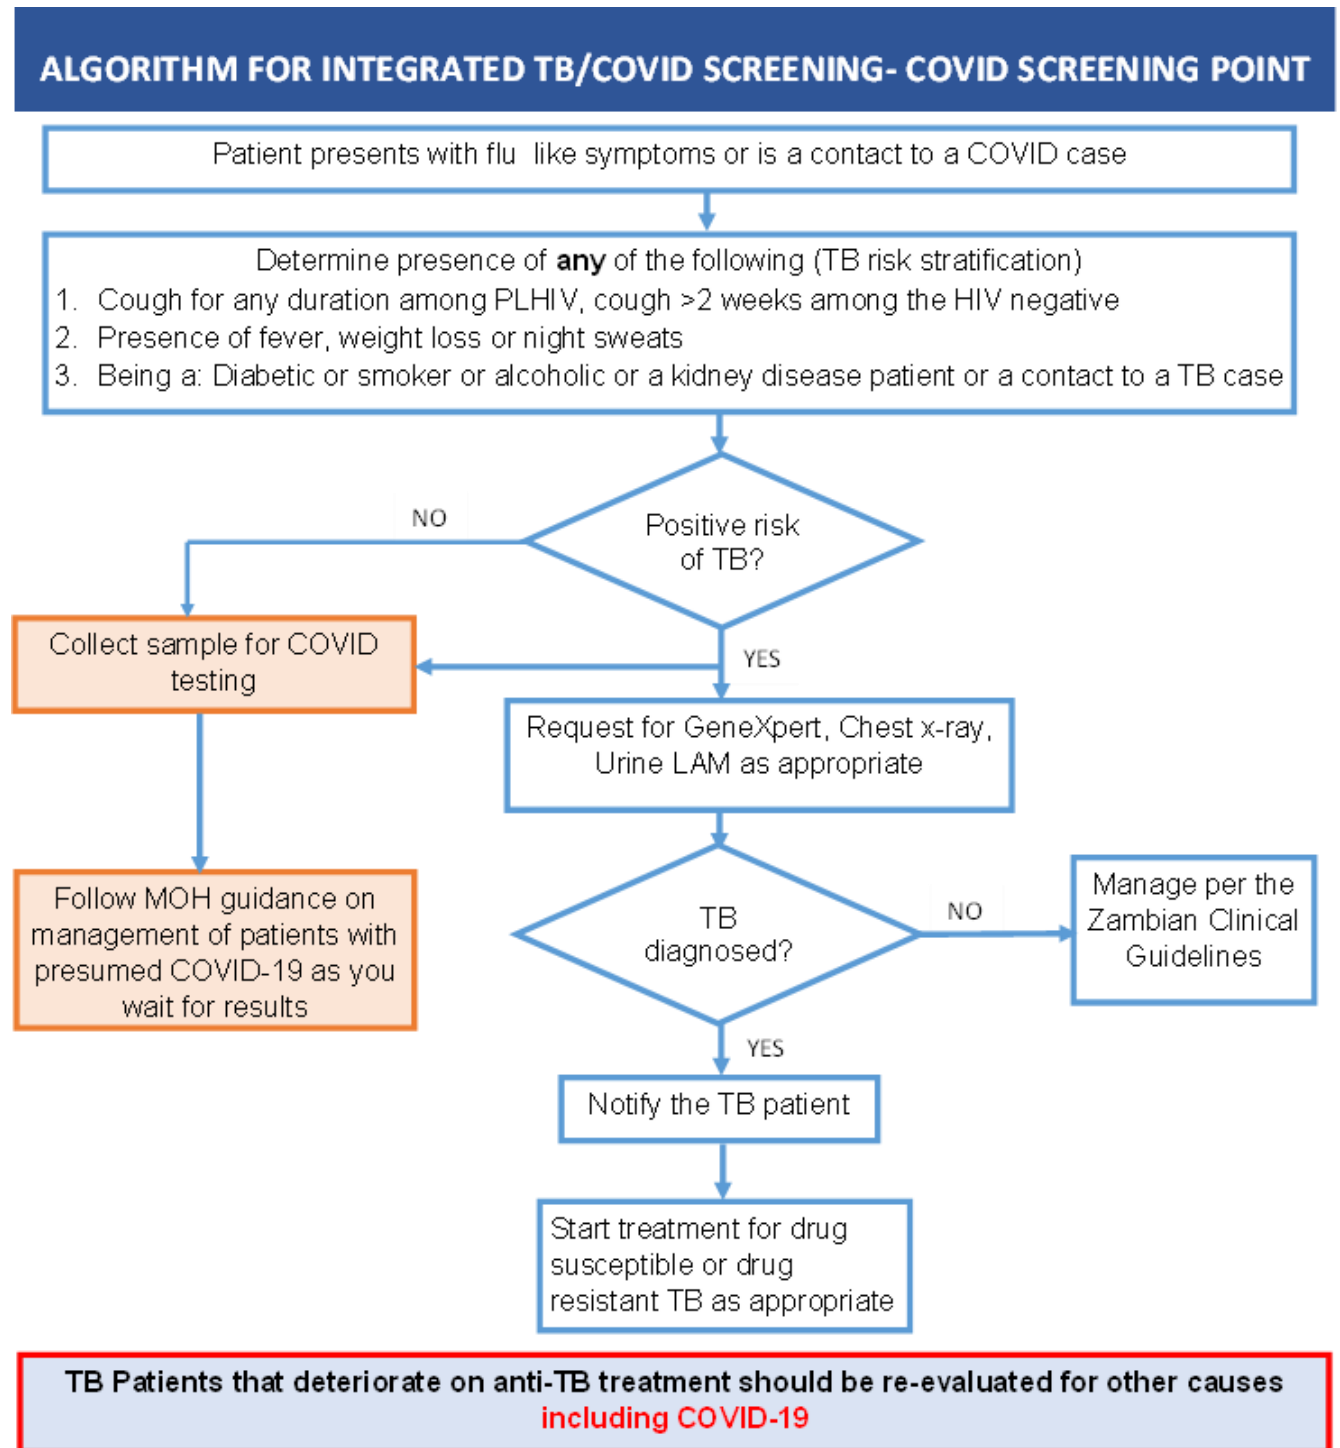 ALGORITHM FOR INTEGRATED TB/COVID SCREENING- COVID SCREENING POINT
Patient presents with flu like symptoms or is a contact to a COVID case
Determine presence of any of the following (TB risk stratification)
1. Cough for any duration among PLHIV, cough >2 weeks among the HIV negative
2. Presence of fever, weight loss or night sweats
3. Being a: Diabetic or smoker or alcoholic or a kidney disease patient or a contact to a TB case
Positive risk
of TB?
NO
YES
Collect sample for COVID
testing
Follow MOH guidance on
management of patients with
presumed COVID-19 as you
wait for results
Request for GeneXpert, Chest x-ray,
Urine LAM as appropriate
TB
diagnosed?
NO
Manage per the
Zambian Clinical
Guidelines
YES
Notify the TB patient
Start treatment for drug
susceptible or drug
resistant TB as appropriate
TB Patients that deteriorate on anti-TB treatment should be re-evaluated for other causes
including COVID-19